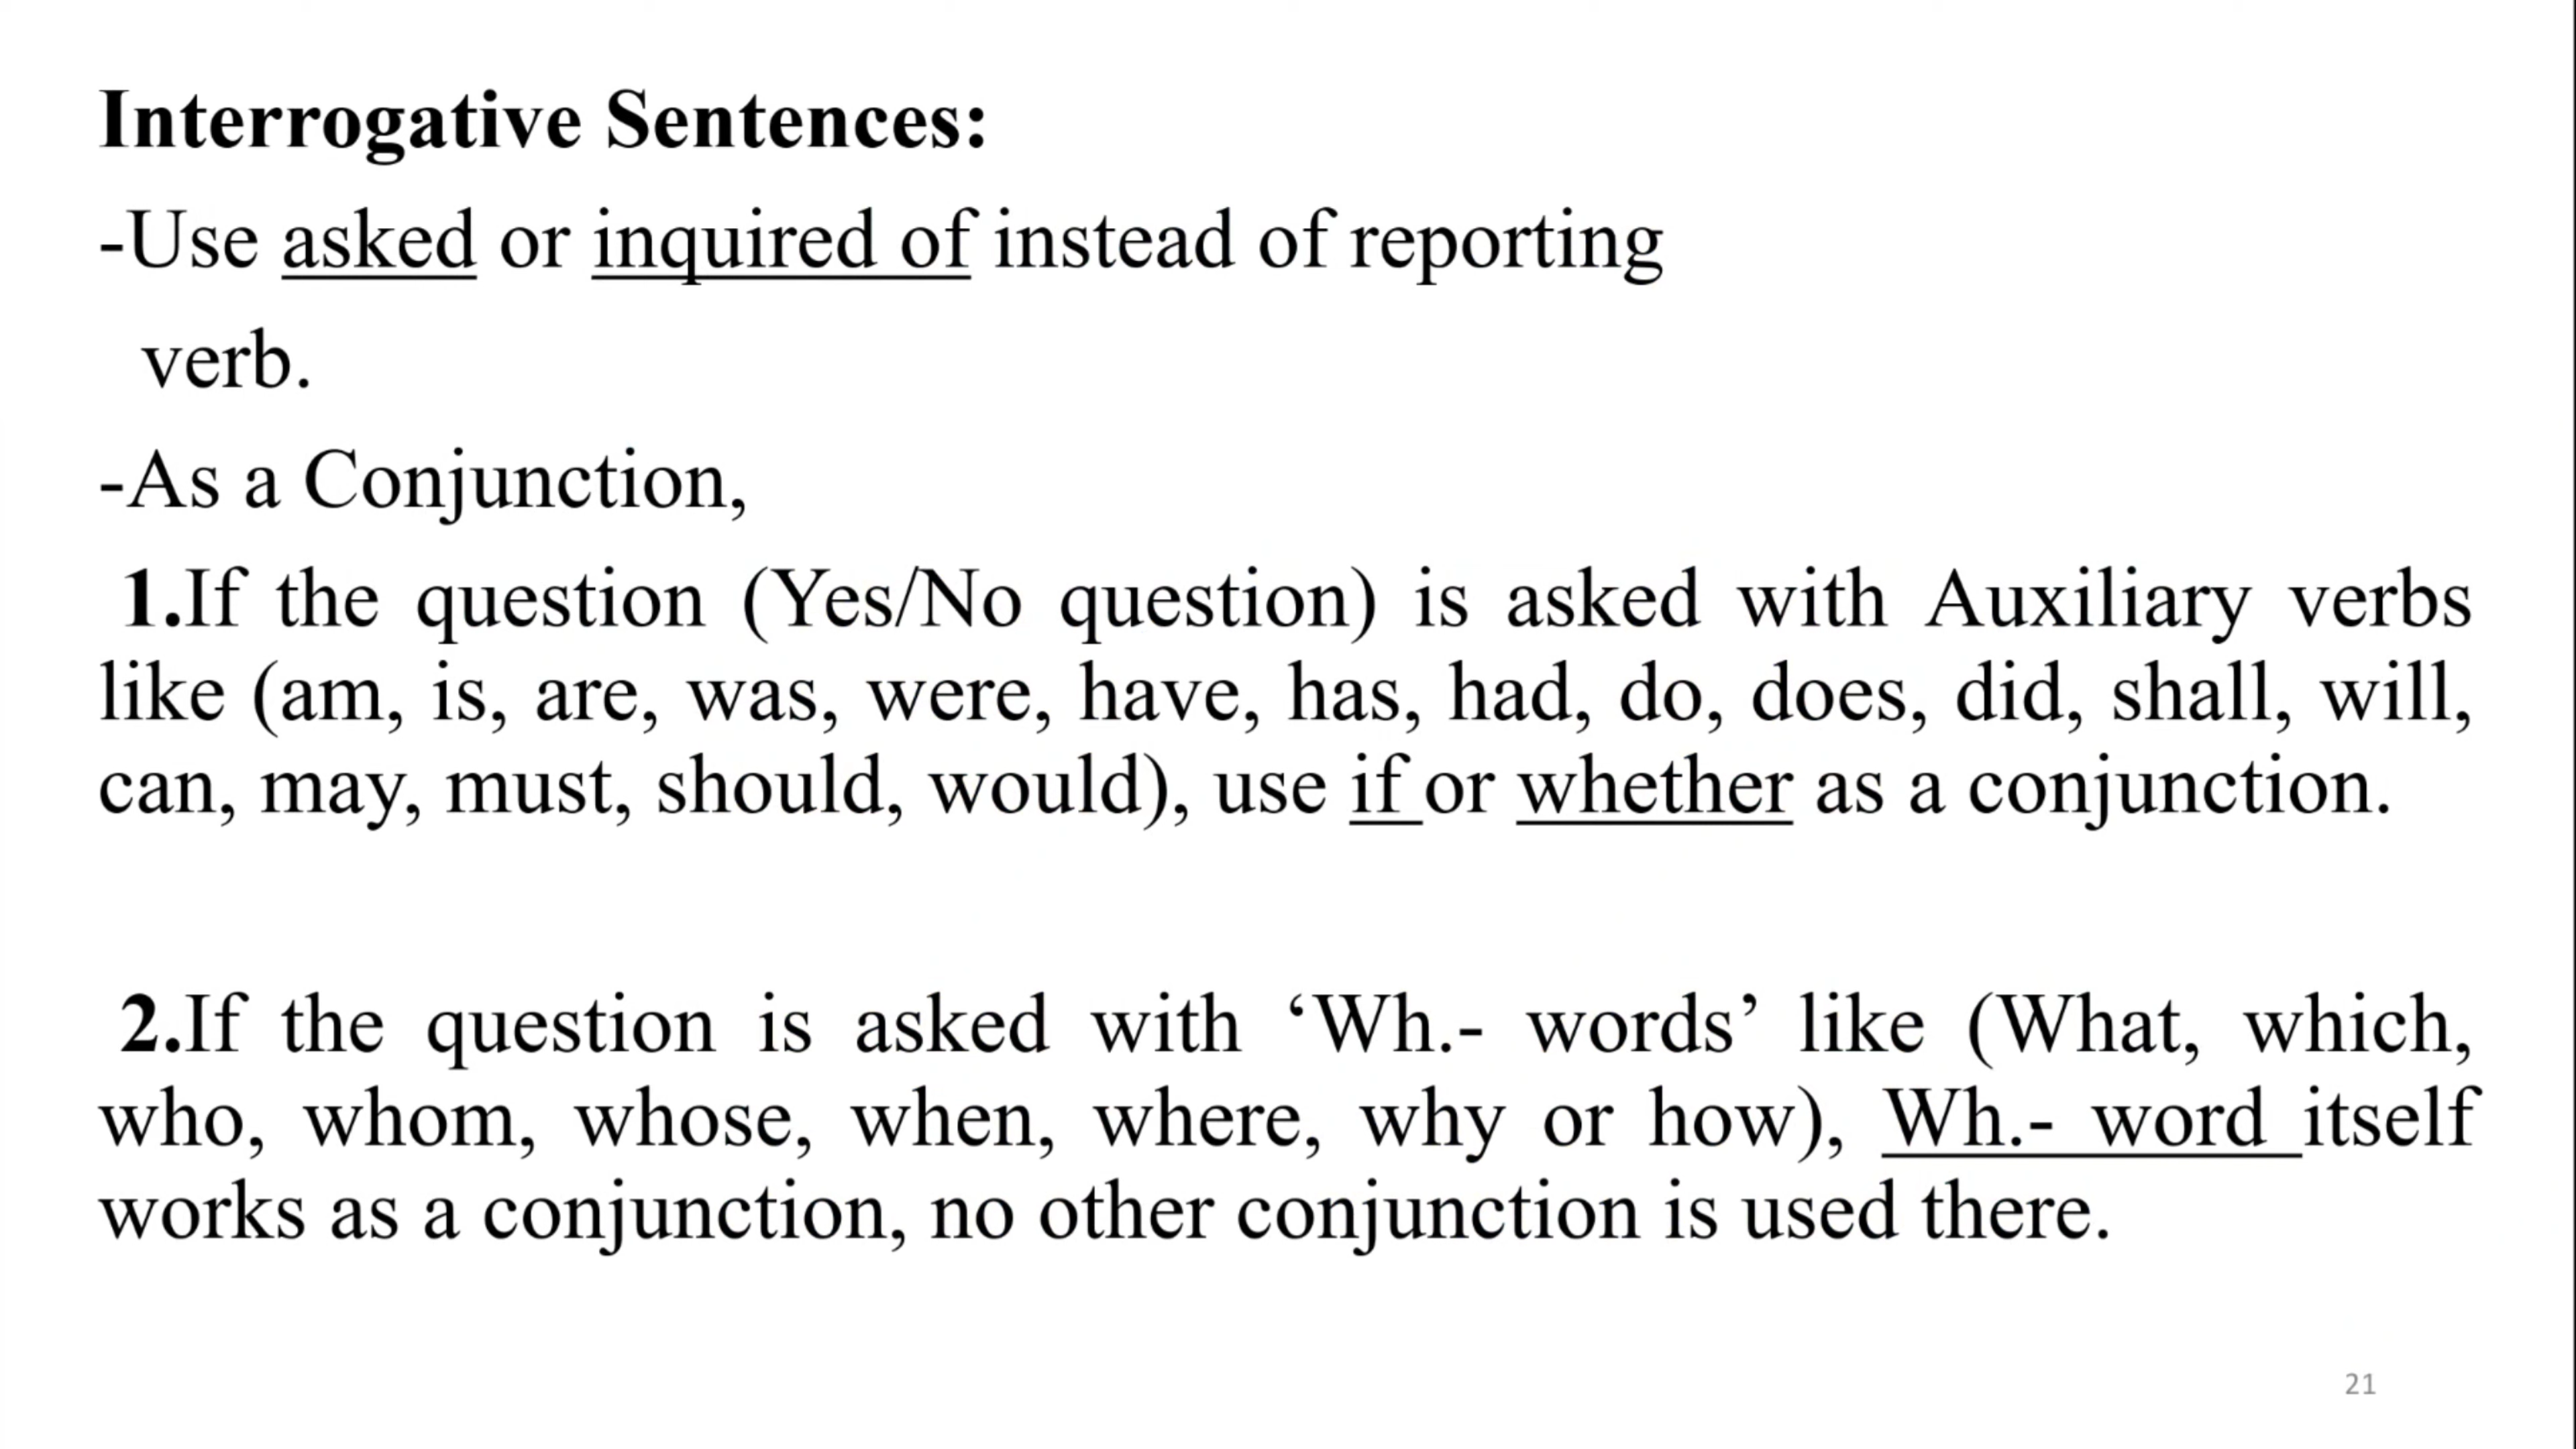 Interrogative Sentences:
-Use asked or inquired of instead of reporting
verb.
-As a Conjunction,
1.If the question (Yes/No question) is asked with Auxiliary verbs
like (am, is, are, was, were, have, has, had, do, does, did, shall, will,
can, may, must, should, would), use if or whether as a conjunction.
2.If the question is asked with ‘Wh.- words’ like (What, which,
who, whom, whose, when, where, why or how), Wh.- word itself
works as a conjunction, no other conjunction is used there.
21